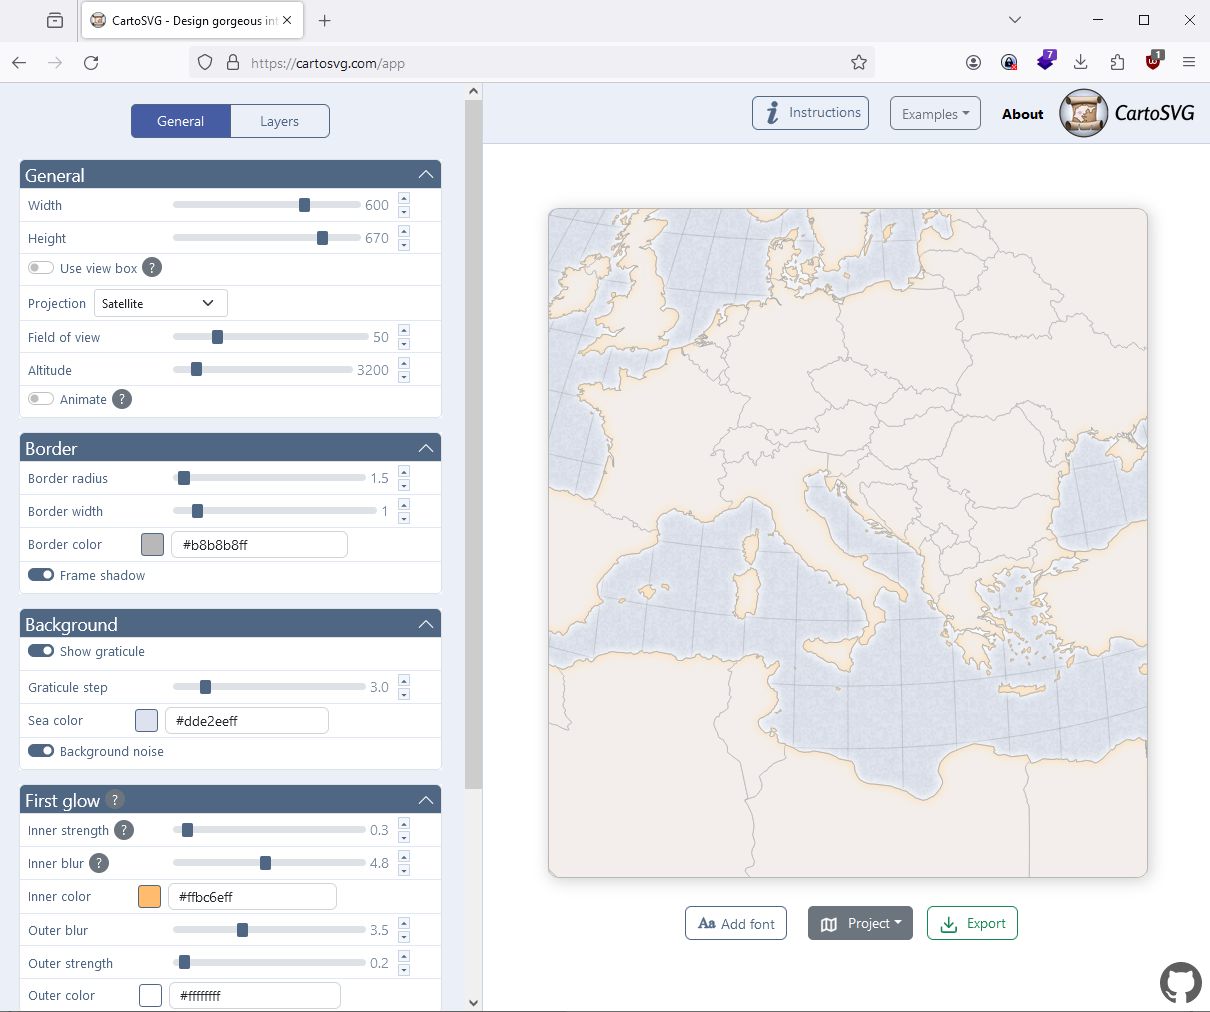 CartoSVG - Design gorgeous int
https://cartosvg.com/app
7
1
General Layers
Instructions
Examples
About
CartoSVG
General
Width 600
Height 670
Use view box ?
Projection Satellite
Field of view 50
Altitude 3200
Animate ?
Border
Border radius 1.5
Border width 1
Border color #b8b8b8ff
Frame shadow
Background
Show graticule
Graticule step 3.0
Sea color #dde2eeff
Background noise
First glow ?
Inner strength ? 0.3
Inner blur ? 4.8
Inner color #ffbc6eff
Outer blur 3.5
Outer strength 0.2
Outer color #ffffffff
Aa Add font
Project
Export